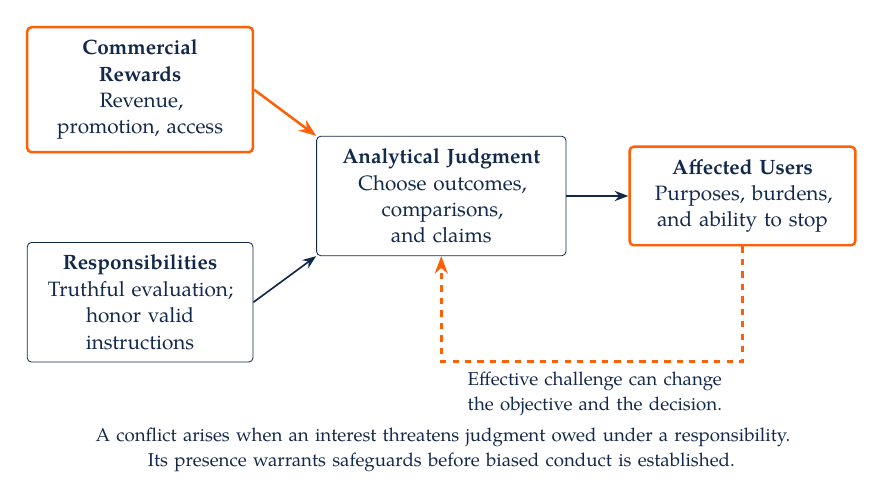 Commercial
Rewards
Revenue,
promotion, access
Responsibilities
Truthful evaluation;
honor valid
instructions
Analytical Judgment
Choose outcomes,
comparisons,
and claims
Affected Users
Purposes, burdens,
and ability to stop
Effective challenge can change
the objective and the decision.
A conflict arises when an interest threatens judgment owed under a responsibility.
Its presence warrants safeguards before biased conduct is established.